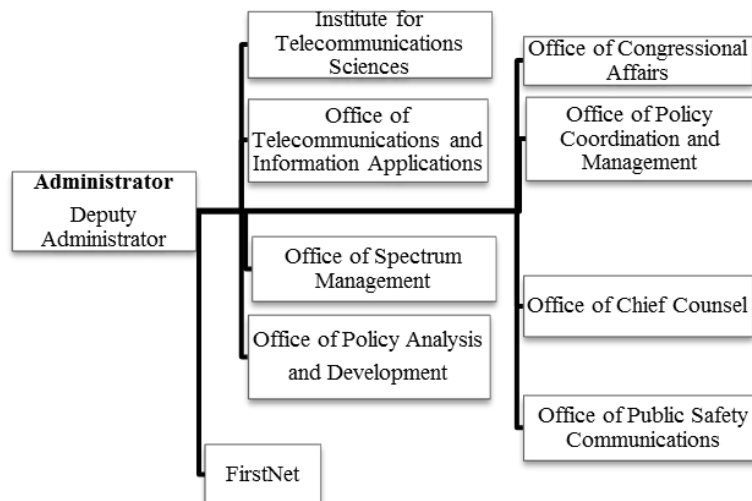 Administrator
Deputy
Administrator
Institute for
Telecommunications
Sciences
Office of
Telecommunications and
Information Applications
Office of Spectrum
Management
Office of Policy Analysis
and Development
FirstNet
Office of Congressional
Affairs
Office of Policy
Coordination and
Management
Office of Chief Counsel
Office of Public Safety
Communications